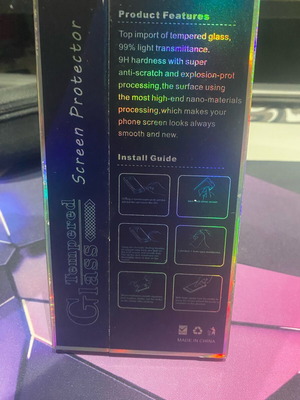 Product Features
Top import of tempered glass,
99% light transmittance.
9H hardness with super
anti-scratch and explosion-prof
processing,the surface using
the most high-end nano-materials
processing,which makes your
phone screen looks always
smooth and new.
Install Guide
MADE IN CHINA
Tempered
Glass
Screen Protector